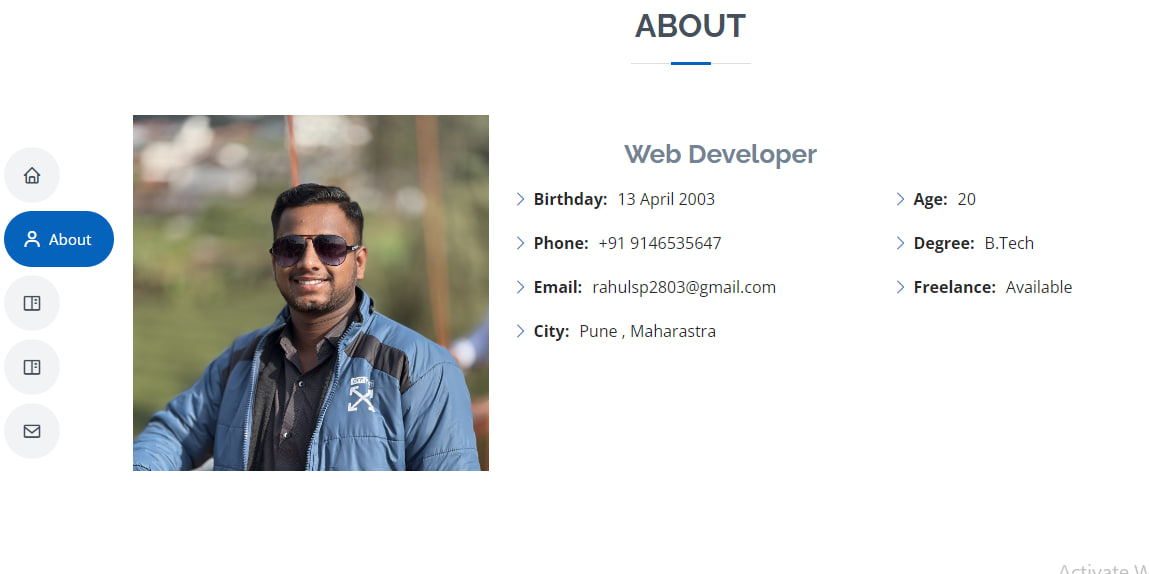 ABOUT
Web Developer
Birthday: 13 April 2003
Age: 20
Phone: +91 9146535647
Degree: B.Tech
Email: rahulsp2803@gmail.com
Freelance: Available
City: Pune , Maharastra
About
Activate W